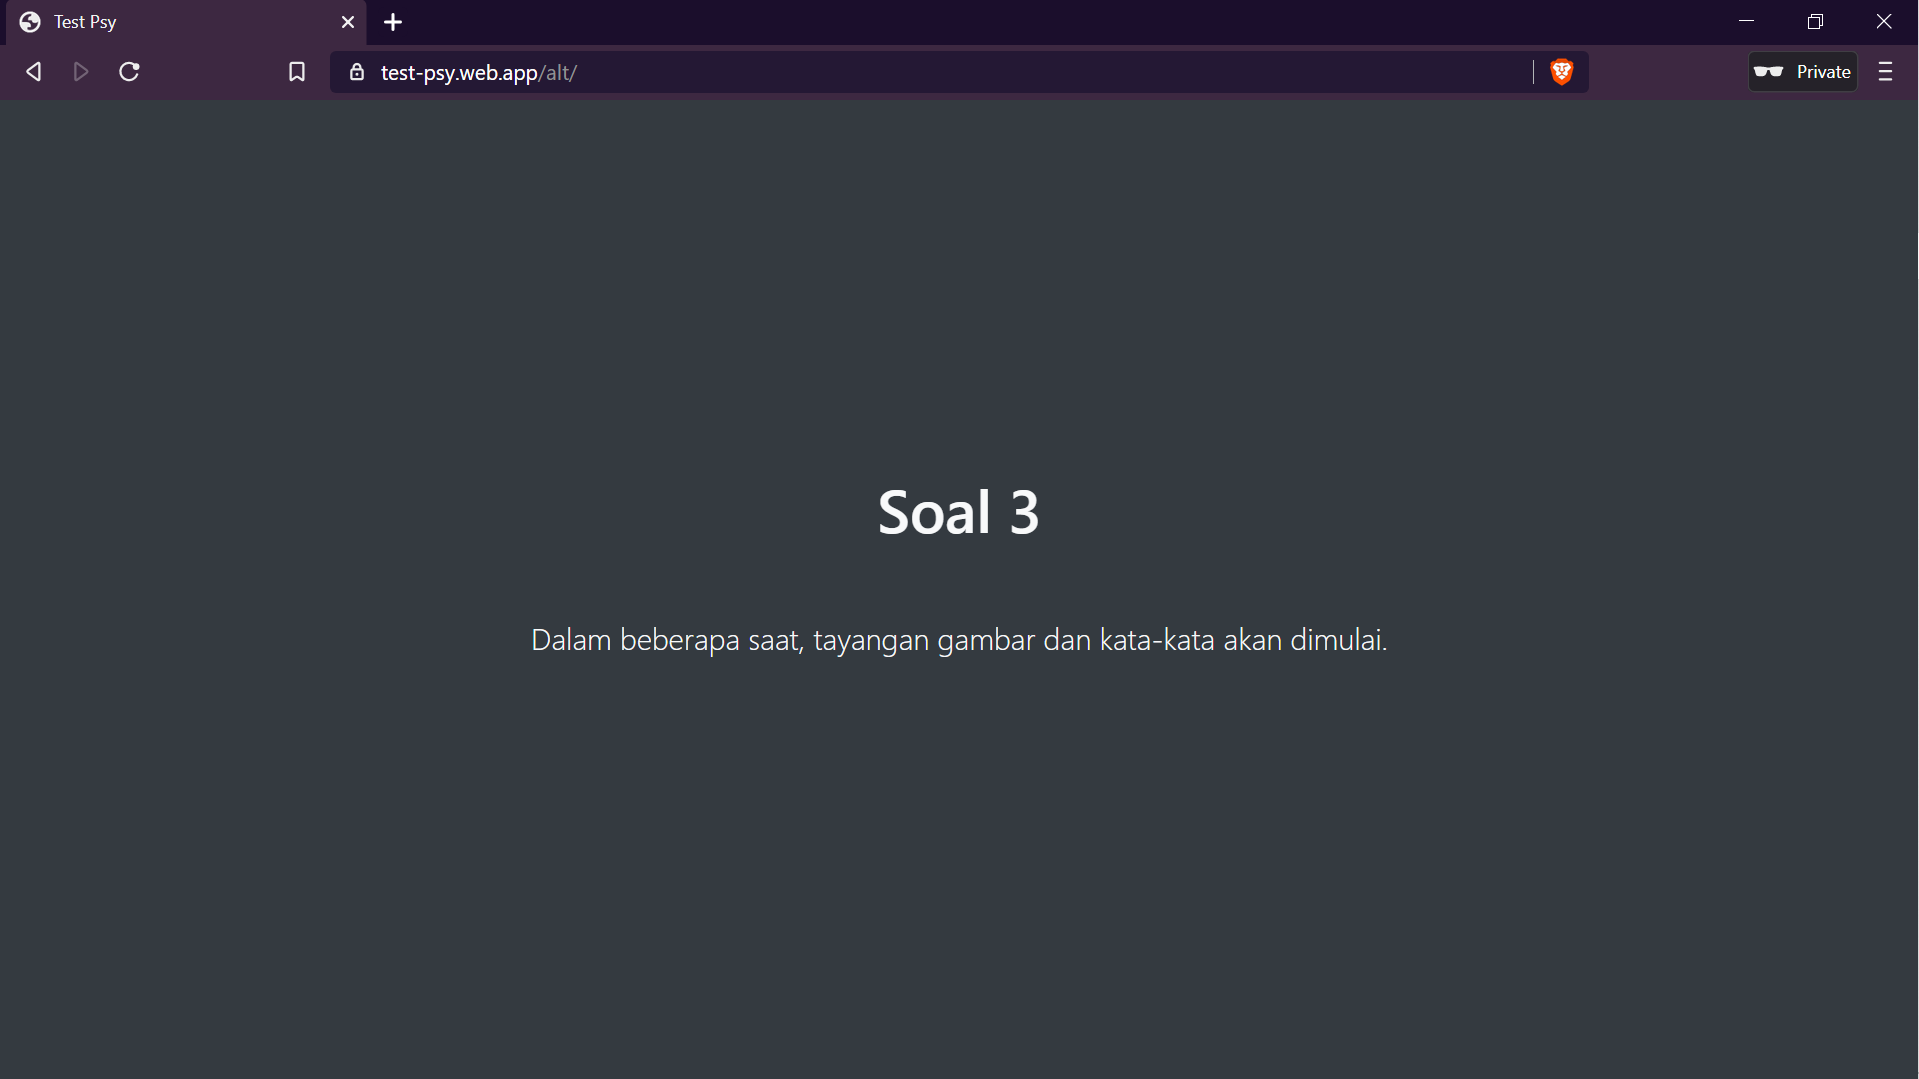 Test Psy
test-psy.web.app/alt/
Private
Soal 3
Dalam beberapa saat, tayangan gambar dan kata-kata akan dimulai.